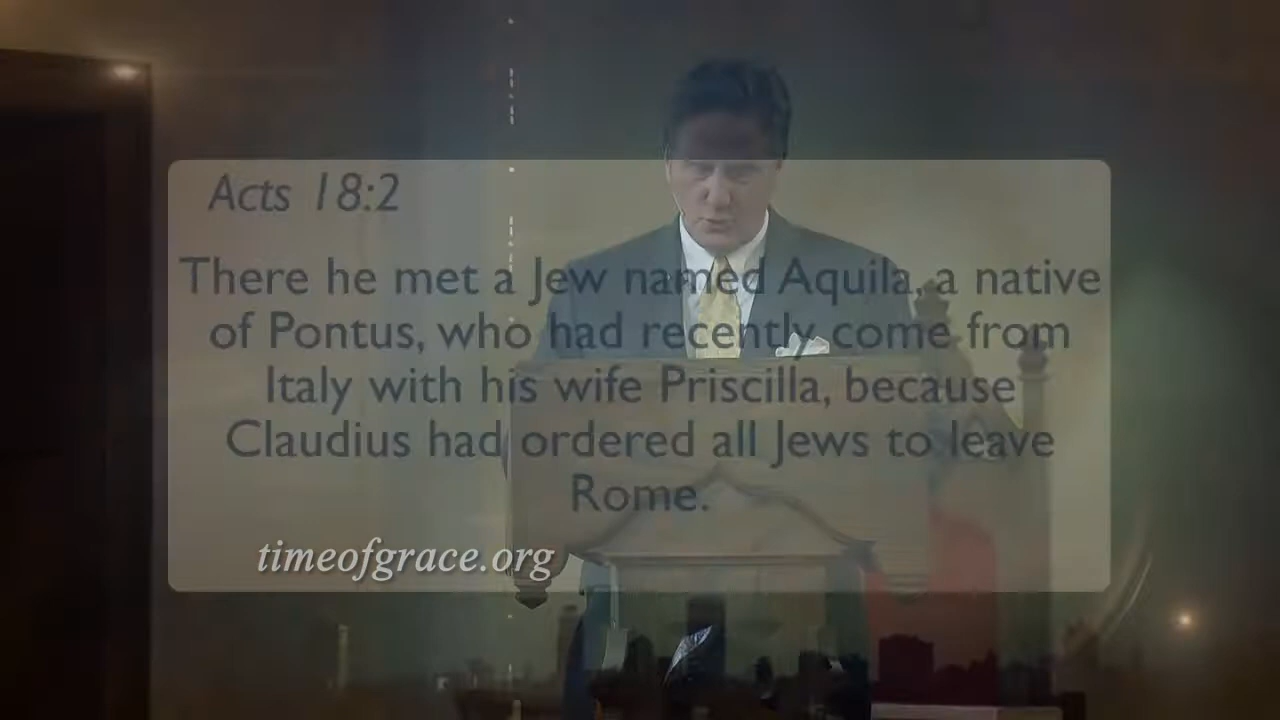 Acts 18:2
There he met a Jew named Aquila, a native
of Pontus, who had recently come from
Italy with his wife Priscilla, because
Claudius had ordered all Jews to leave
Rome.
timeofgrace.org